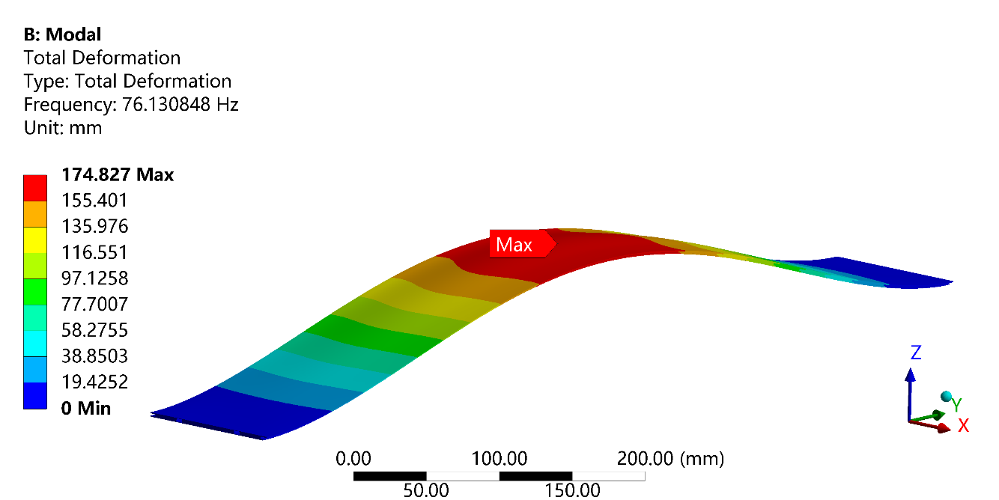 B: Modal
Total Deformation
Type: Total Deformation
Frequency: 76.130848 Hz
Unit: mm
174.827 Max
155.401
135.976
116.551
97.1258
77.7007
58.2755
38.8503
19.4252
0 Min
Max
Z
Y
X
0.00 100.00 200.00 (mm)
50.00 150.00